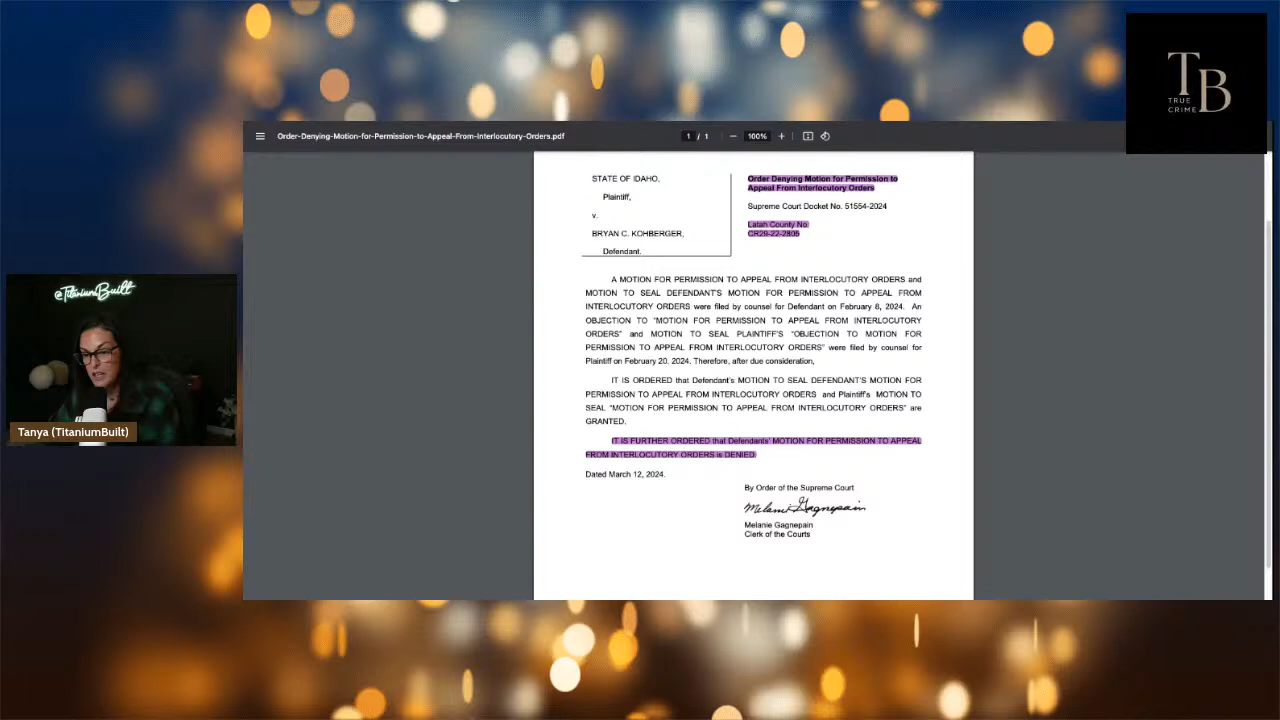 TB
TRUE
CRIME
Order-Denying-Motion-for-Permission-to-Appeal-From-Interlocutory-Orders.pdf
1 / 1
100%
STATE OF IDAHO,
Plaintiff,
v.
BRYAN C. KOHBERGER,
Defendant.
Order Denying Motion for Permission to
Appeal From Interlocutory Orders
Supreme Court Docket No. 51554-2024
Latah County No.
CR29-22-2805
A MOTION FOR PERMISSION TO APPEAL FROM INTERLOCUTORY ORDERS and
MOTION TO SEAL DEFENDANT'S MOTION FOR PERMISSION TO APPEAL FROM
INTERLOCUTORY ORDERS were filed by counsel for Defendant on February 8, 2024. An
OBJECTION TO "MOTION FOR PERMISSION TO APPEAL FROM INTERLOCUTORY
ORDERS" and MOTION TO SEAL PLAINTIFF'S "OBJECTION TO MOTION FOR
PERMISSION TO APPEAL FROM INTERLOCUTORY ORDERS" were filed by counsel for
Plaintiff on February 20, 2024. Therefore, after due consideration,
IT IS ORDERED that Defendant's MOTION TO SEAL DEFENDANT'S MOTION FOR
PERMISSION TO APPEAL FROM INTERLOCUTORY ORDERS and Plaintiff's MOTION TO
SEAL "MOTION FOR PERMISSION TO APPEAL FROM INTERLOCUTORY ORDERS" are
GRANTED.
IT IS FURTHER ORDERED that Defendants' MOTION FOR PERMISSION TO APPEAL
FROM INTERLOCUTORY ORDERS is DENIED.
Dated March 12, 2024.
By Order of the Supreme Court
Melanie Gagnepain
Melanie Gagnepain
Clerk of the Courts
@TitaniumBuilt
Tanya (TitaniumBuilt)